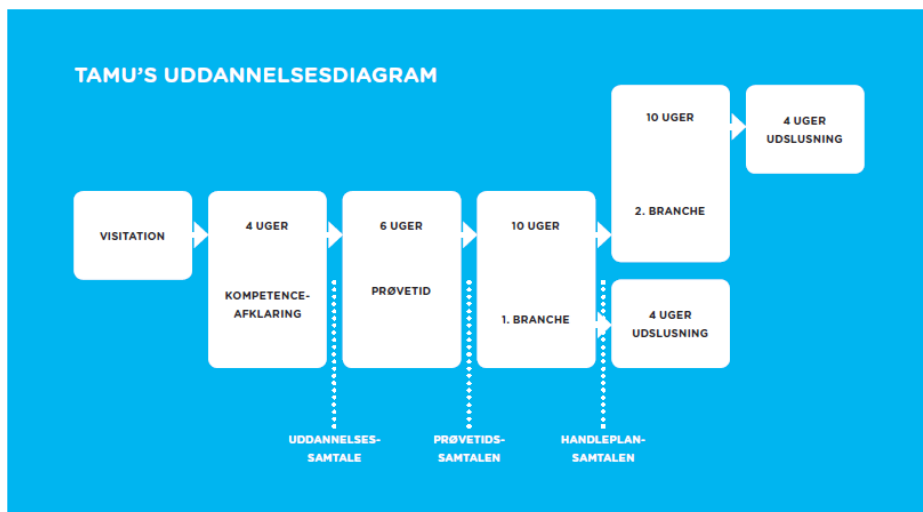 TAMU'S UDDANNELSESDIAGRAM
VISITATION
4 UGER
KOMPETENCE-
AFKLARING
6 UGER
PRØVETID
10 UGER
1. BRANCHE
10 UGER
2. BRANCHE
4 UGER
UDSLUSNING
4 UGER
UDSLUSNING
UDDANNELSES-
SAMTALE
PRØVETIDS-
SAMTALEN
HANDLEPLAN-
SAMTALEN